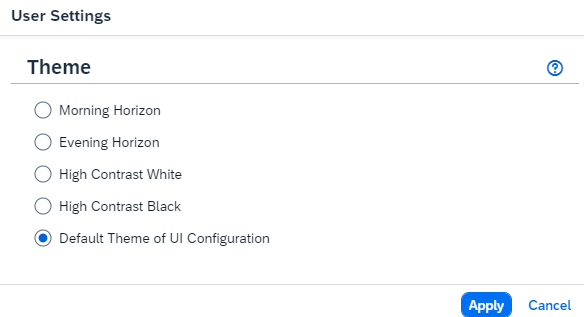 User Settings
Theme
Morning Horizon
Evening Horizon
High Contrast White
High Contrast Black
Default Theme of UI Configuration
Apply Cancel